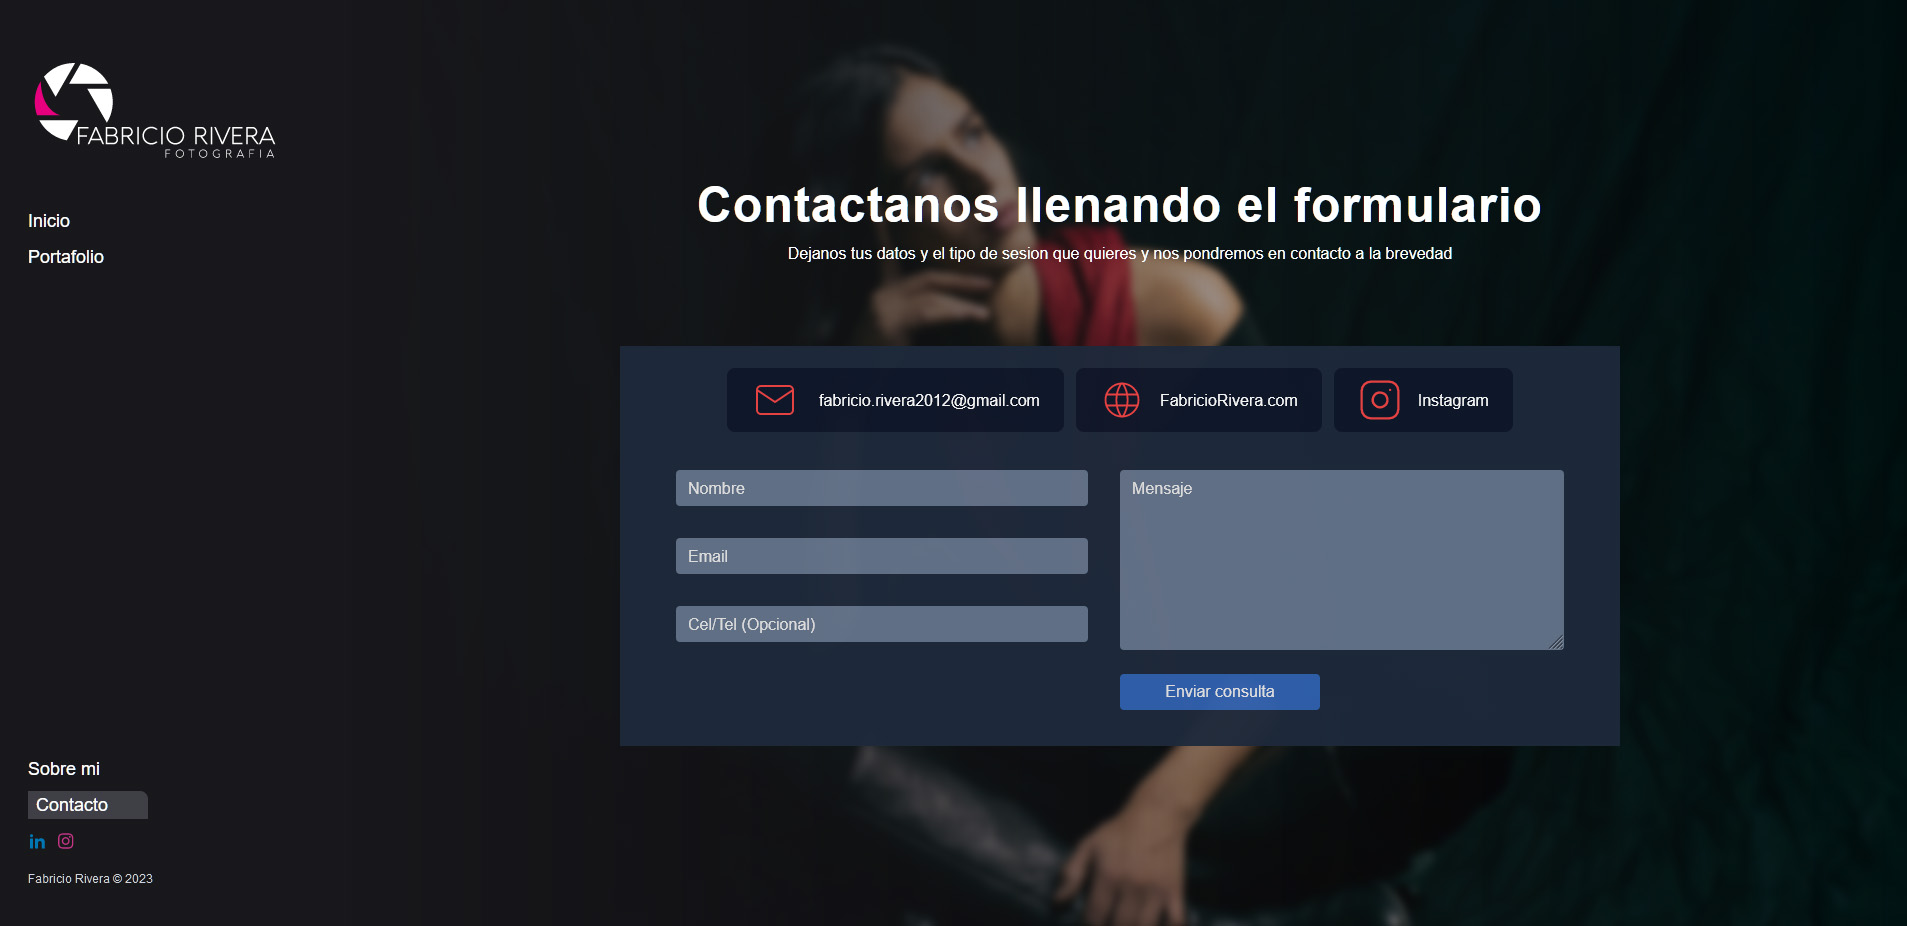 FABRICIO RIVERA
FOTOGRAFIA
Inicio
Portafolio
Contactanos llenando el formulario
Dejanos tus datos y el tipo de sesion que quieres y nos pondremos en contacto a la brevedad
fabricio.rivera2012@gmail.com
FabricioRivera.com
Instagram
Nombre
Mensaje
Email
Cel/Tel (Opcional)
Enviar consulta
Sobre mi
Contacto
in
Fabricio Rivera © 2023